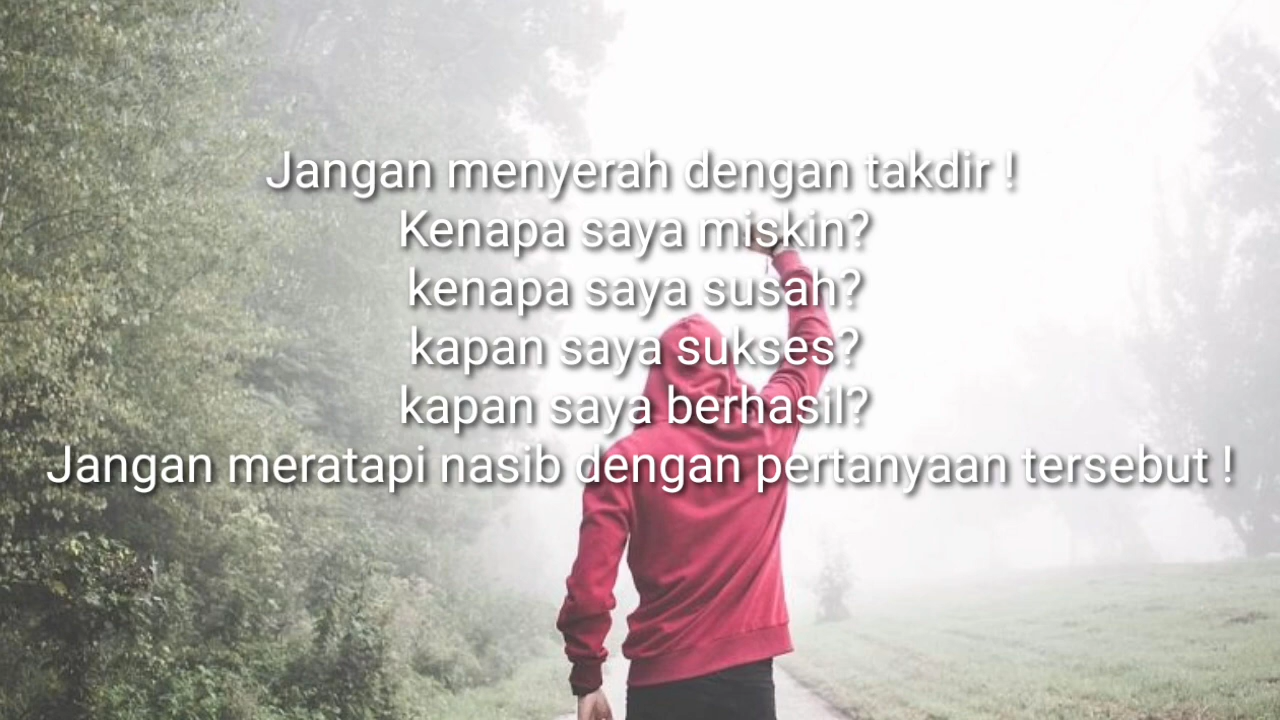 Jangan menyerah dengan takdir !
Kenapa saya miskin?
kenapa saya susah?
kapan saya sukses?
kapan saya berhasil?
Jangan meratapi nasib dengan pertanyaan tersebut !